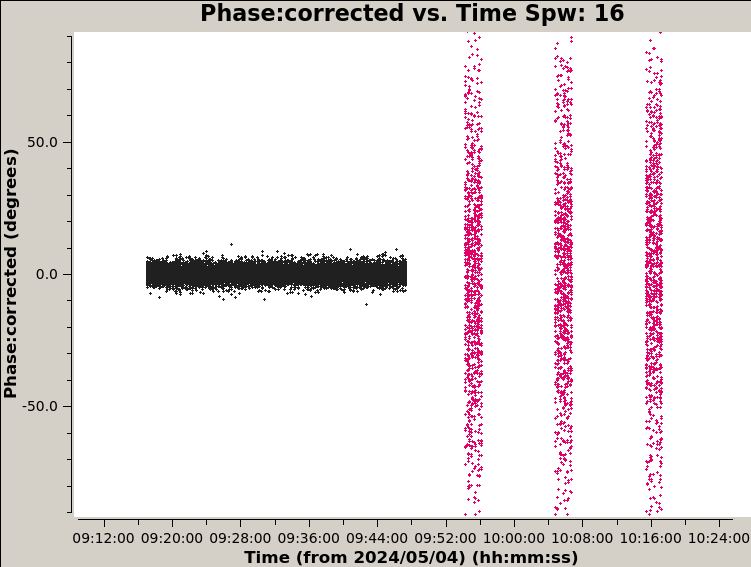 Phase:corrected vs. Time Spw: 16
Phase:corrected (degrees)
50.0
0.0
-50.0
09:12:00 09:20:00 09:28:00 09:36:00 09:44:00 09:52:00 10:00:00 10:08:00 10:16:00 10:24:00
Time (from 2024/05/04) (hh:mm:ss)